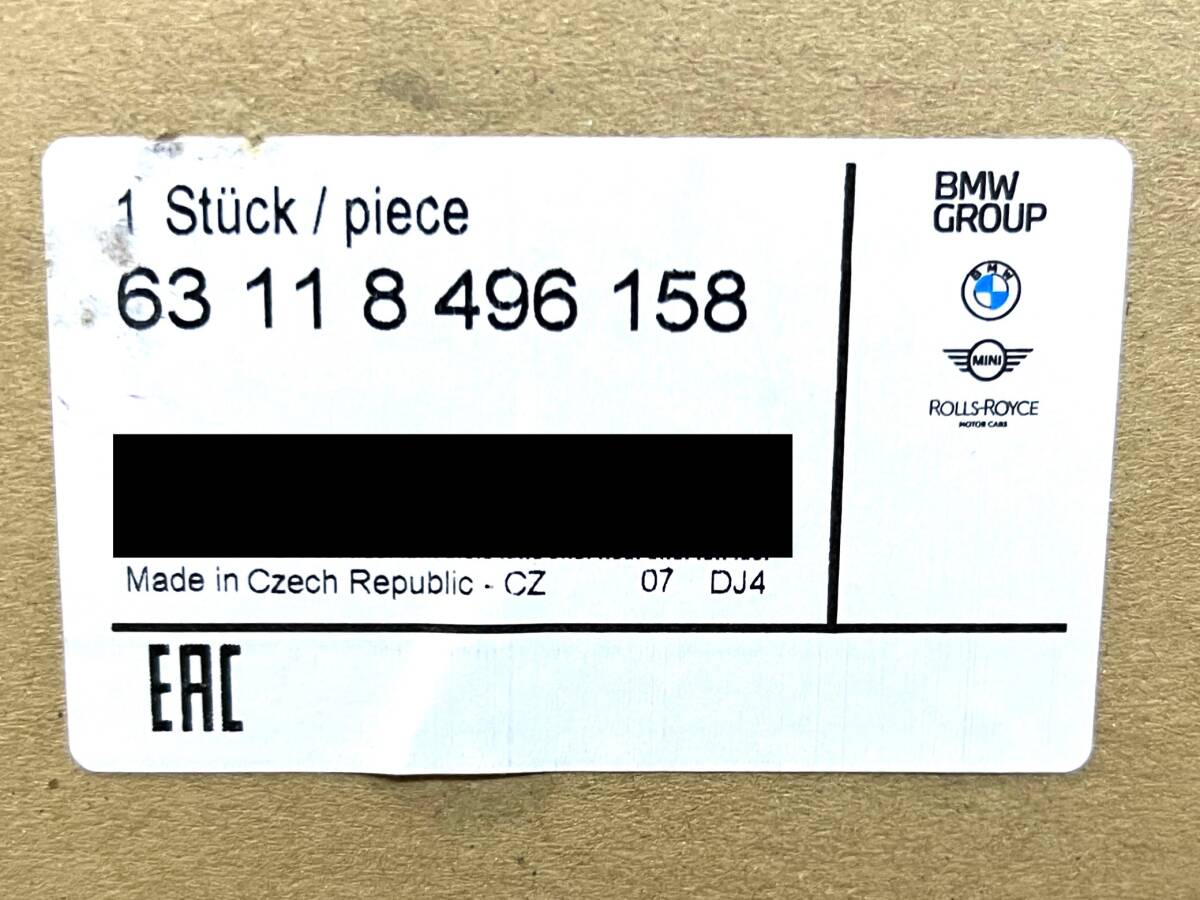 1 Stück / piece
63 11 8 496 158
Made in Czech Republic - CZ 07 DJ4
EAC
BMW
GROUP
BMW
MINI
ROLLS-ROYCE
MOTOR CARS